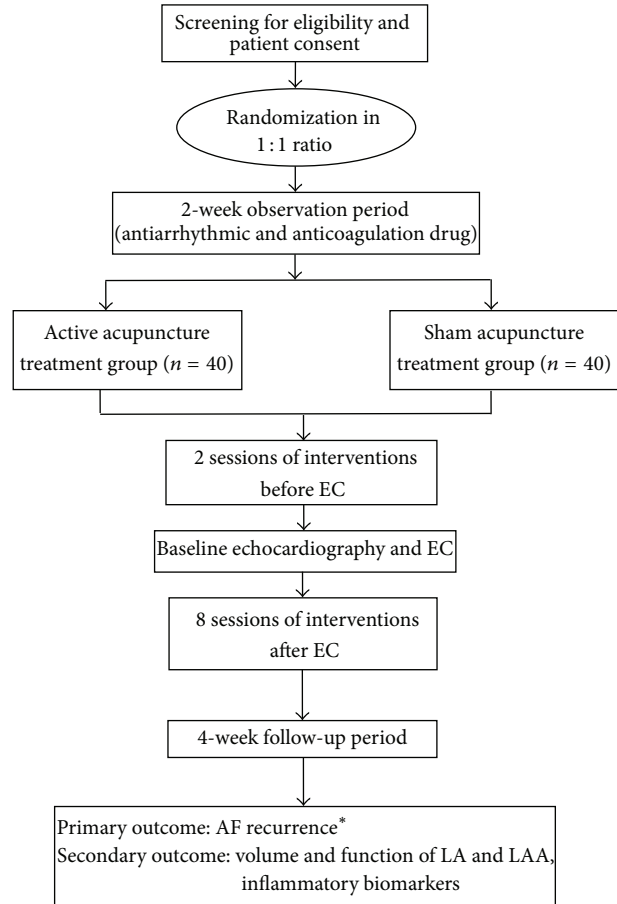 Screening for eligibility and
patient consent
Randomization in
1 : 1 ratio
2-week observation period
(antiarrhythmic and anticoagulation drug)
Active acupuncture
treatment group (n = 40)
Sham acupuncture
treatment group (n = 40)
2 sessions of interventions
before EC
Baseline echocardiography and EC
8 sessions of interventions
after EC
4-week follow-up period
Primary outcome: AF recurrence*
Secondary outcome: volume and function of LA and LAA,
inflammatory biomarkers